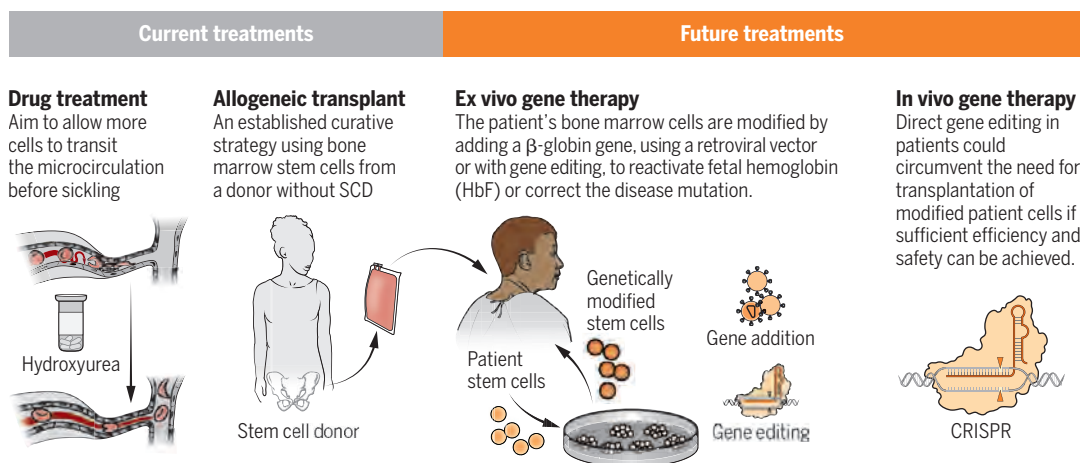 Current treatments
Future treatments
Drug treatment
Aim to allow more
cells to transit
the microcirculation
before sickling
Allogeneic transplant
An established curative
strategy using bone
marrow stem cells from
a donor without SCD
Ex vivo gene therapy
The patient’s bone marrow cells are modified by
adding a β-globin gene, using a retroviral vector
or with gene editing, to reactivate fetal hemoglobin
(HbF) or correct the disease mutation.
In vivo gene therapy
Direct gene editing in
patients could
circumvent the need for
transplantation of
modified patient cells if
sufficient efficiency and
safety can be achieved.
Hydroxyurea
Stem cell donor
Patient
stem cells
Genetically
modified
stem cells
Gene addition
Gene editing
CRISPR